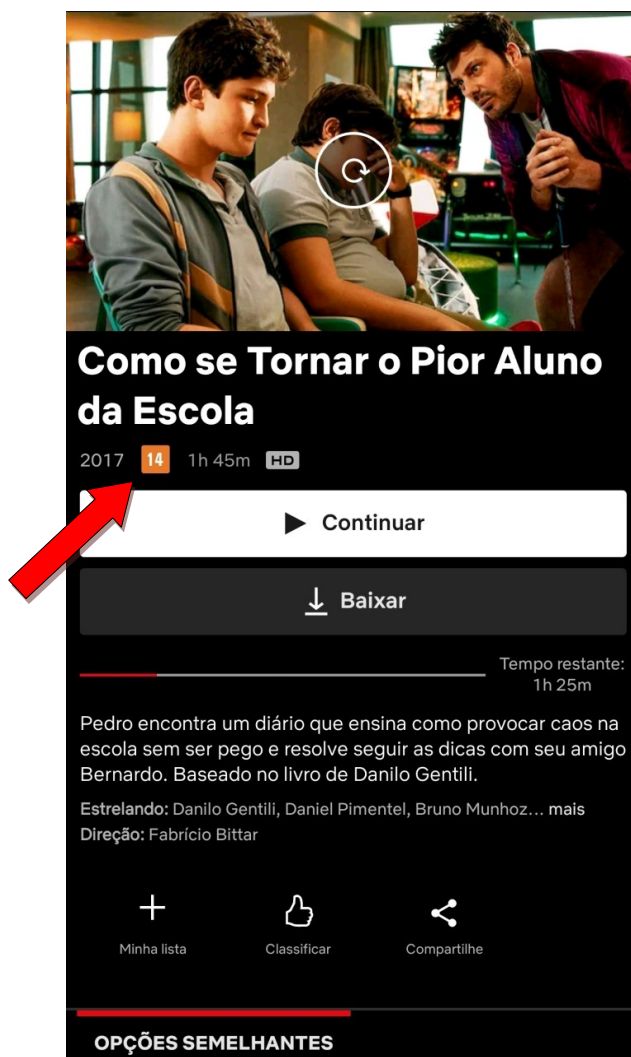 Como se Tornar o Pior Aluno
da Escola
2017 14 1h 45m HD
Continuar
Baixar
Tempo restante:
1h 25m
Pedro encontra um diário que ensina como provocar caos na
escola sem ser pego e resolve seguir as dicas com seu amigo
Bernardo. Baseado no livro de Danilo Gentili.
Estrelando: Danilo Gentili, Daniel Pimentel, Bruno Munhoz... mais
Direção: Fabrício Bittar
Minha lista Classificar Compartilhe
OPÇÕES SEMELHANTES